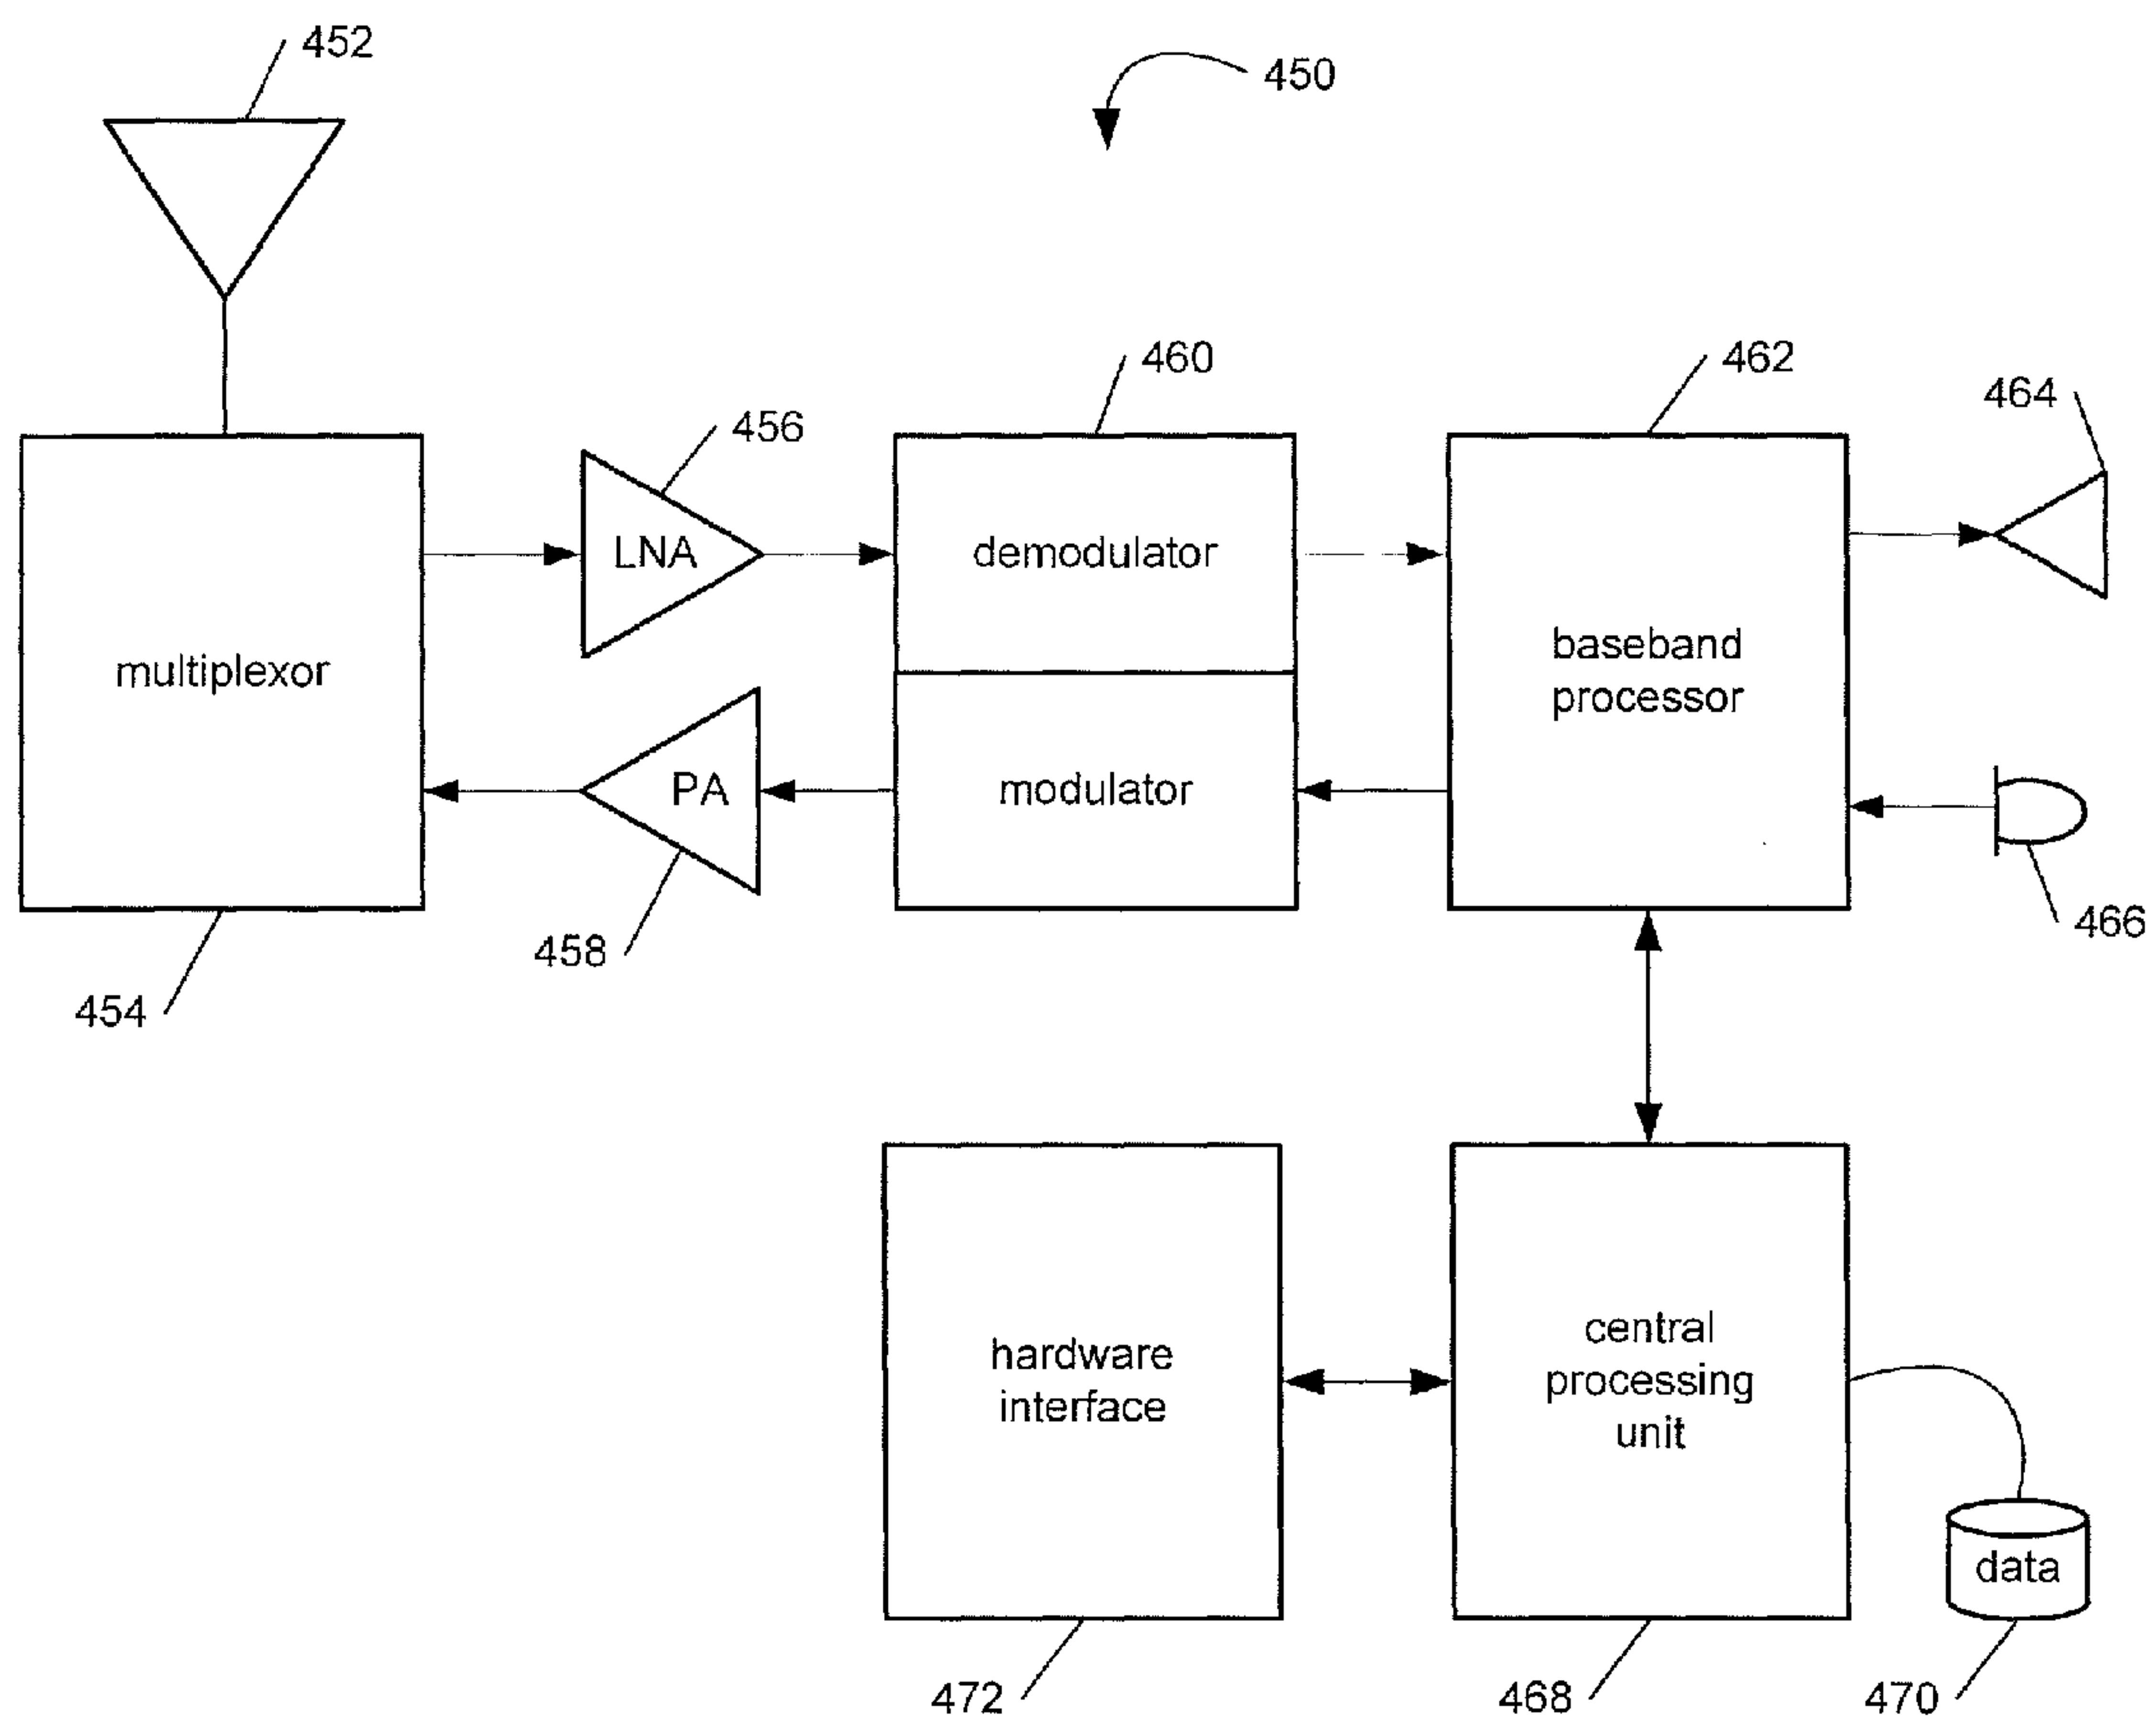 452
450
460
462
464
456
LNA
demodulator
baseband
processor
multiplexor
PA
modulator
458
466
454
hardware
interface
central
processing
unit
data
472
468
470